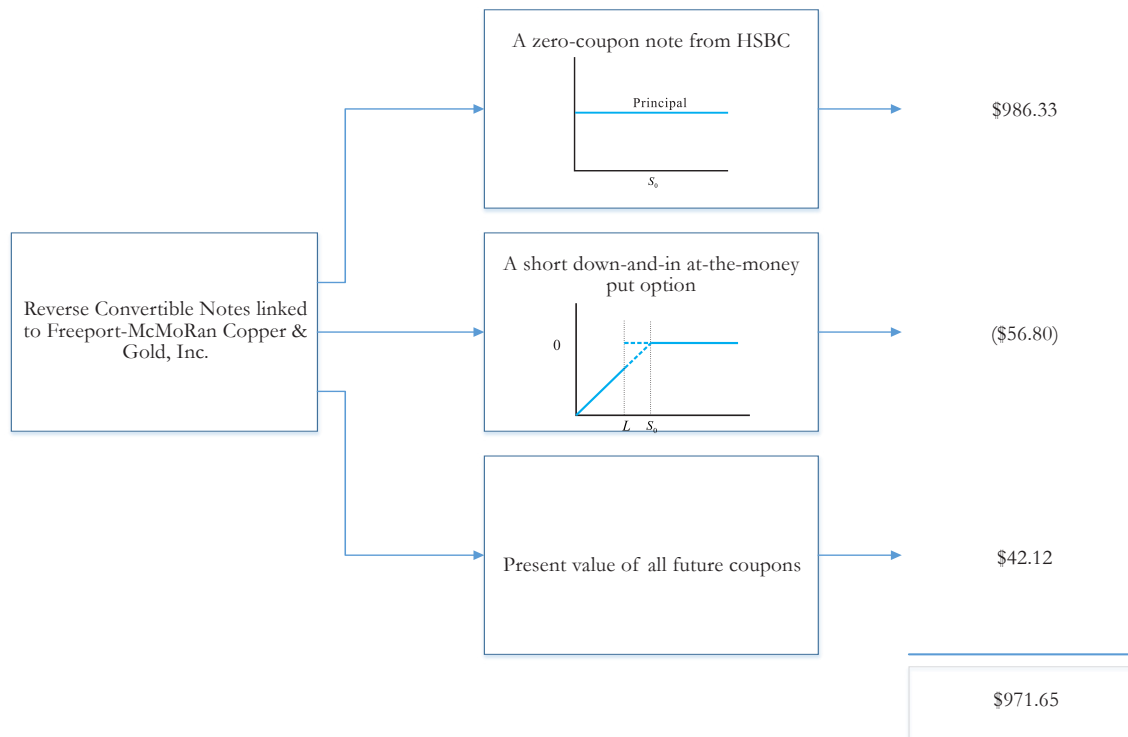 Reverse Convertible Notes linked
to Freeport-McMoRan Copper &
Gold, Inc.
A zero-coupon note from HSBC
Principal
S₀
$986.33
A short down-and-in at-the-money
put option
0
L S₀
($56.80)
Present value of all future coupons
$42.12
$971.65